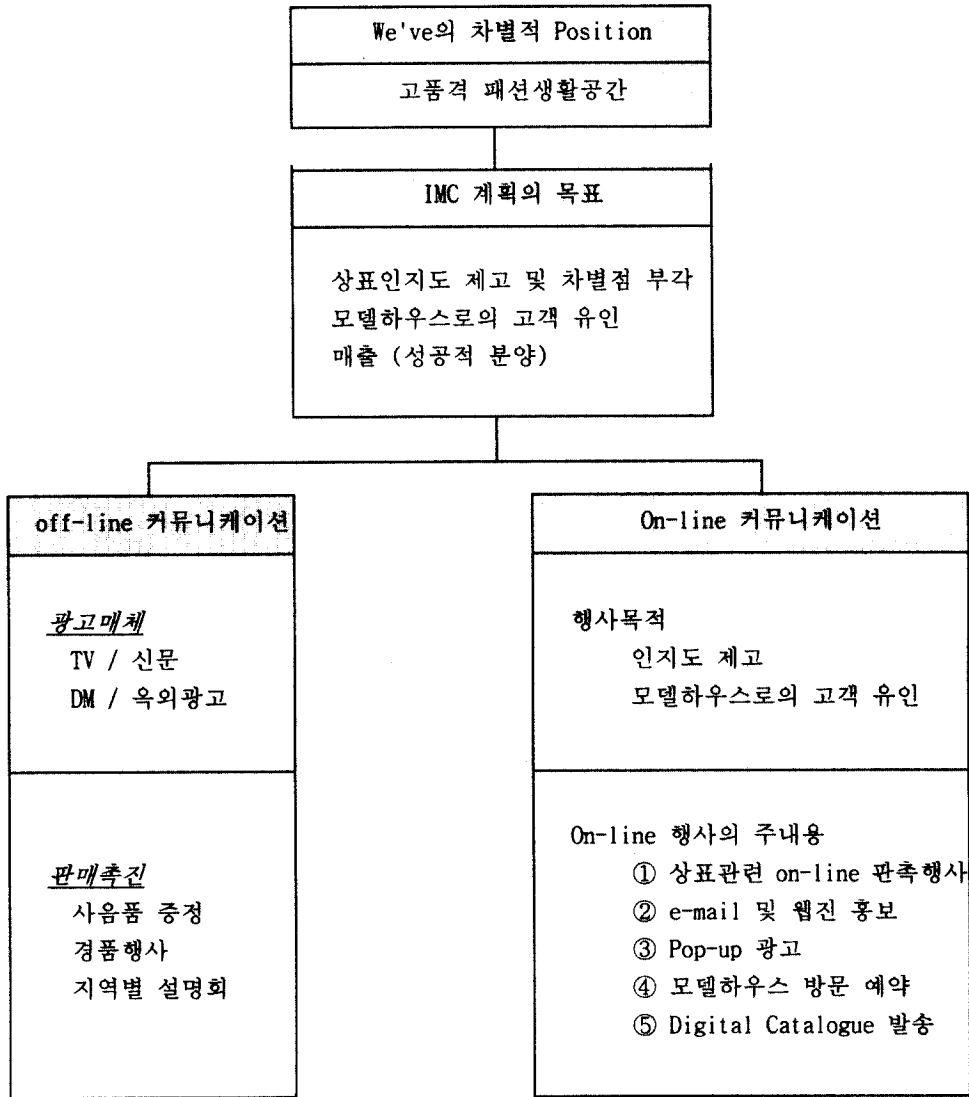 We've의 차별적 Position
고품격 패션생활공간
IMC 계획의 목표
상표인지도 제고 및 차별점 부각
모델하우스로의 고객 유인
매출 (성공적 분양)
off-line 커뮤니케이션
광고매체
TV / 신문
DM / 옥외광고
판매촉진
사음품 증정
경품행사
지역별 설명회
On-line 커뮤니케이션
행사목적
인지도 제고
모델하우스로의 고객 유인
On-line 행사의 주내용
① 상표관련 on-line 판촉행사
② e-mail 및 웹진 홍보
③ Pop-up 광고
④ 모델하우스 방문 예약
⑤ Digital Catalogue 발송